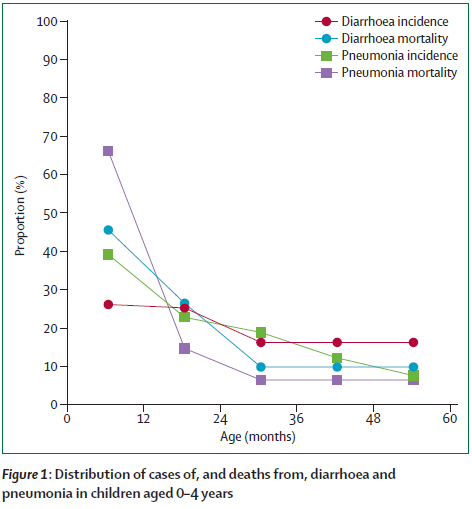 Diarrhoea incidence
Diarrhoea mortality
Pneumonia incidence
Pneumonia mortality
100
90
80
70
60
50
40
30
20
10
0
Proportion (%)
0 12 24 36 48 60
Age (months)
Figure 1: Distribution of cases of, and deaths from, diarrhoea and
pneumonia in children aged 0–4 years